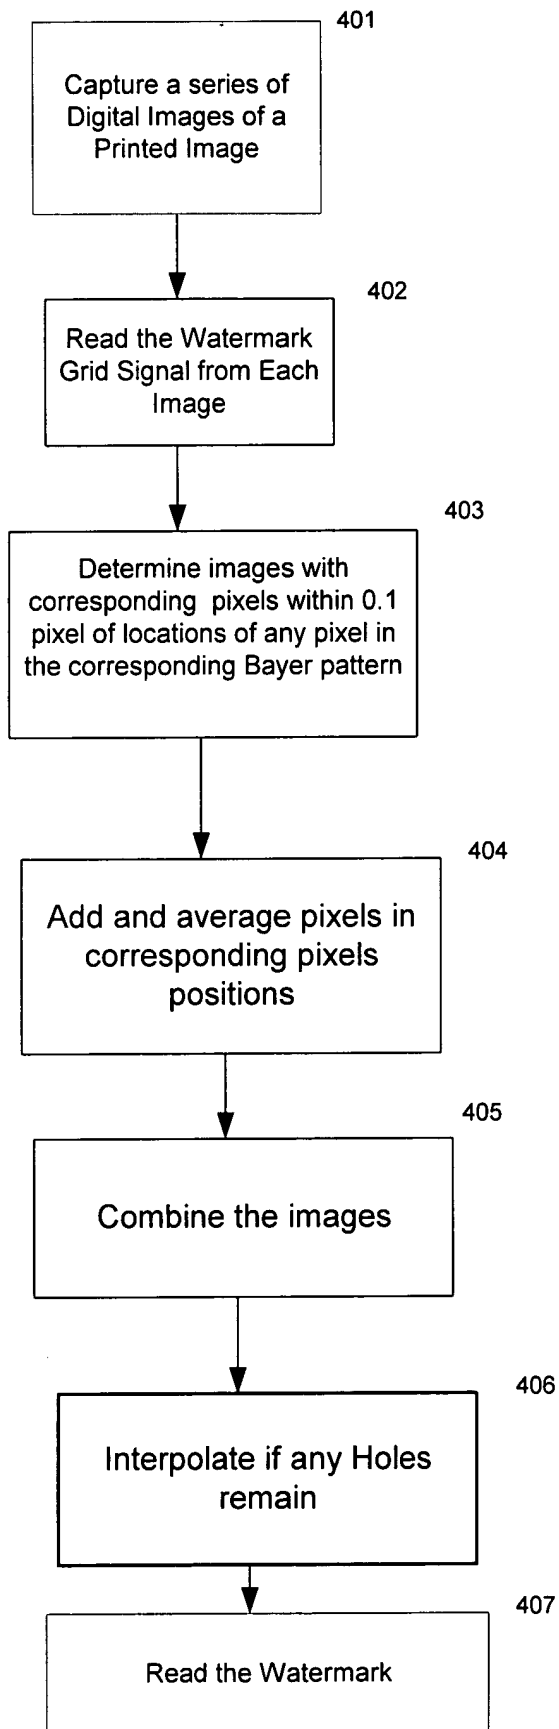 401
Capture a series of
Digital Images of a
Printed Image
402
Read the Watermark
Grid Signal from Each
Image
403
Determine images with
corresponding pixels within 0.1
pixel of locations of any pixel in
the corresponding Bayer pattern
404
Add and average pixels in
corresponding pixels
positions
405
Combine the images
406
Interpolate if any Holes
remain
407
Read the Watermark